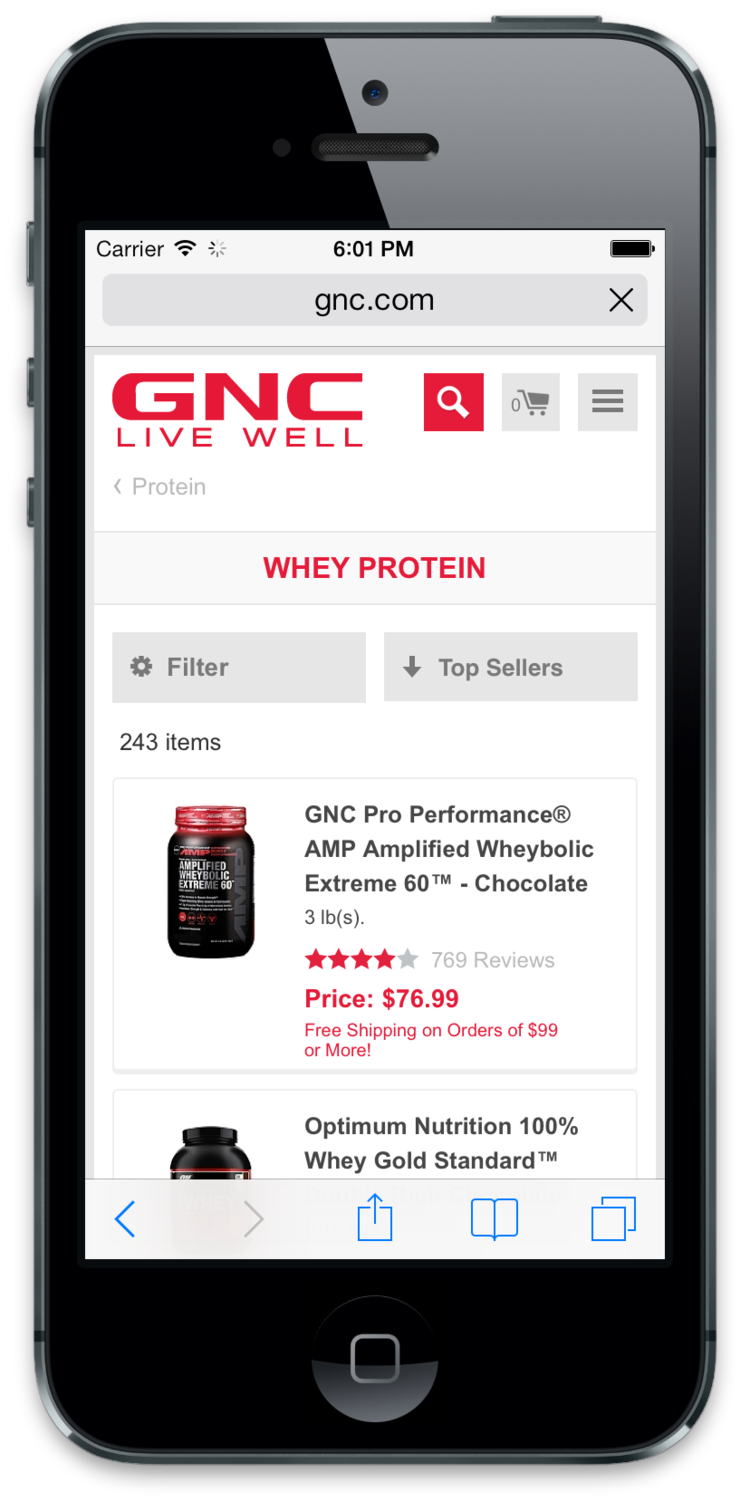 Carrier 6:01 PM
gnc.com
GNC
LIVE WELL
0
‹ Protein
WHEY PROTEIN
Filter
Top Sellers
243 items
GNC Pro Performance®
AMP Amplified Wheybolic
Extreme 60™ - Chocolate
3 lb(s).
769 Reviews
Price: $76.99
Free Shipping on Orders of $99
or More!
AMP
AMPLIFIED
WHEYBOLIC
EXTREME 60
AMP
Optimum Nutrition 100%
Whey Gold Standard™